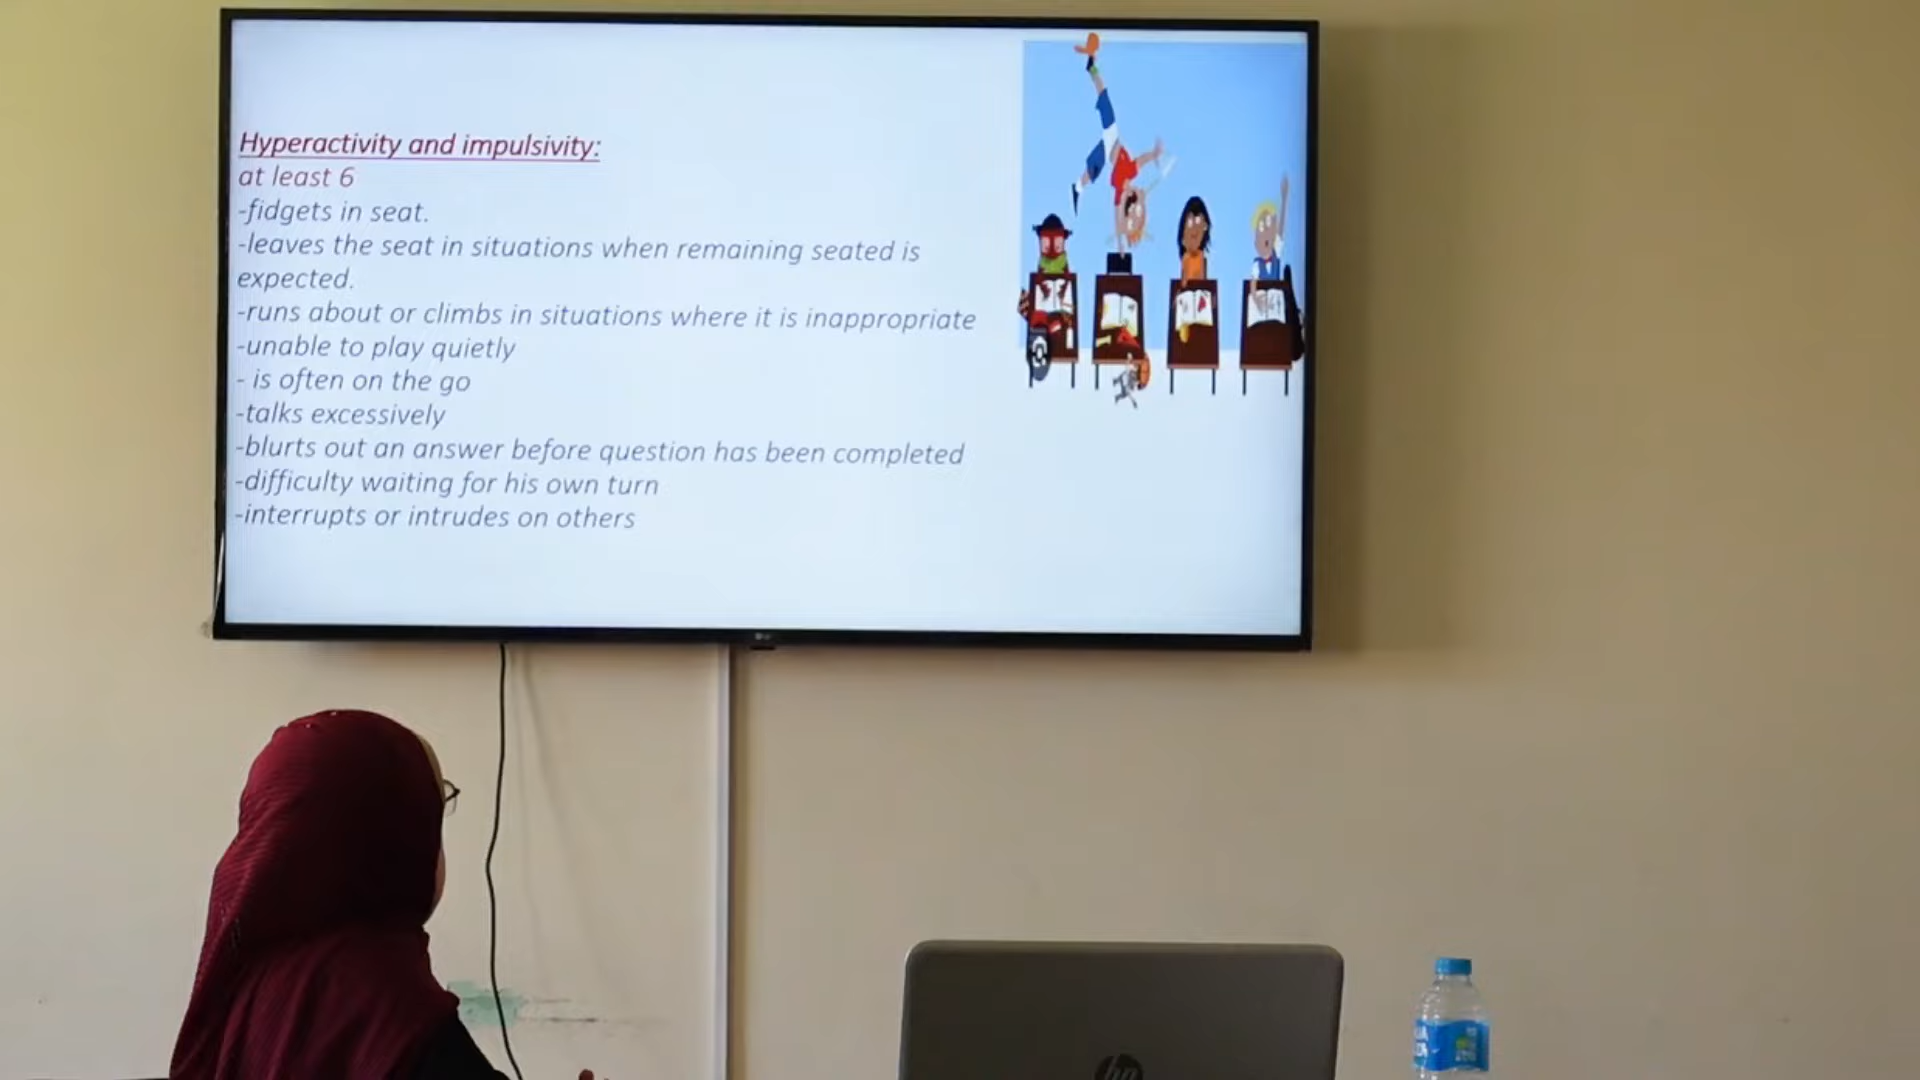 Hyperactivity and impulsivity:
at least 6
-fidgets in seat.
-leaves the seat in situations when remaining seated is
expected.
-runs about or climbs in situations where it is inappropriate
-unable to play quietly
- is often on the go
-talks excessively
-blurts out an answer before question has been completed
-difficulty waiting for his own turn
-interrupts or intrudes on others
LG
hp